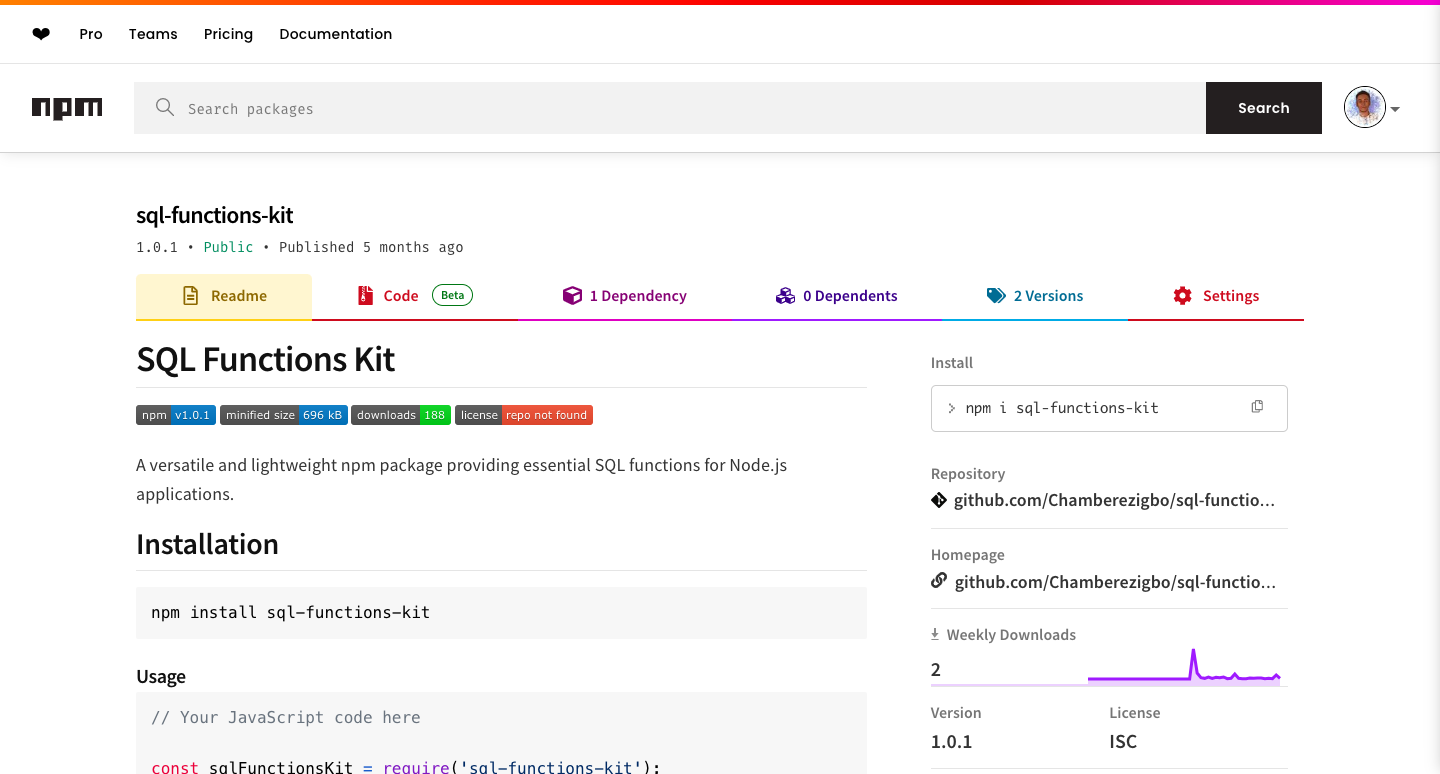 ❤ Pro Teams Pricing Documentation
npm Search packages Search
sql-functions-kit
1.0.1 • Public • Published 5 months ago
Readme Code Beta 1 Dependency 0 Dependents 2 Versions Settings
SQL Functions Kit
npm v1.0.1 minified size 696 kB downloads 188 license repo not found
A versatile and lightweight npm package providing essential SQL functions for Node.js
applications.
Installation
npm install sql-functions-kit
Usage
// Your JavaScript code here
const sqlFunctionsKit = require('sql-functions-kit');
Install
> npm i sql-functions-kit
Repository
github.com/Chamberezigbo/sql-functio...
Homepage
github.com/Chamberezigbo/sql-functio...
Weekly Downloads
2
Version License
1.0.1 ISC